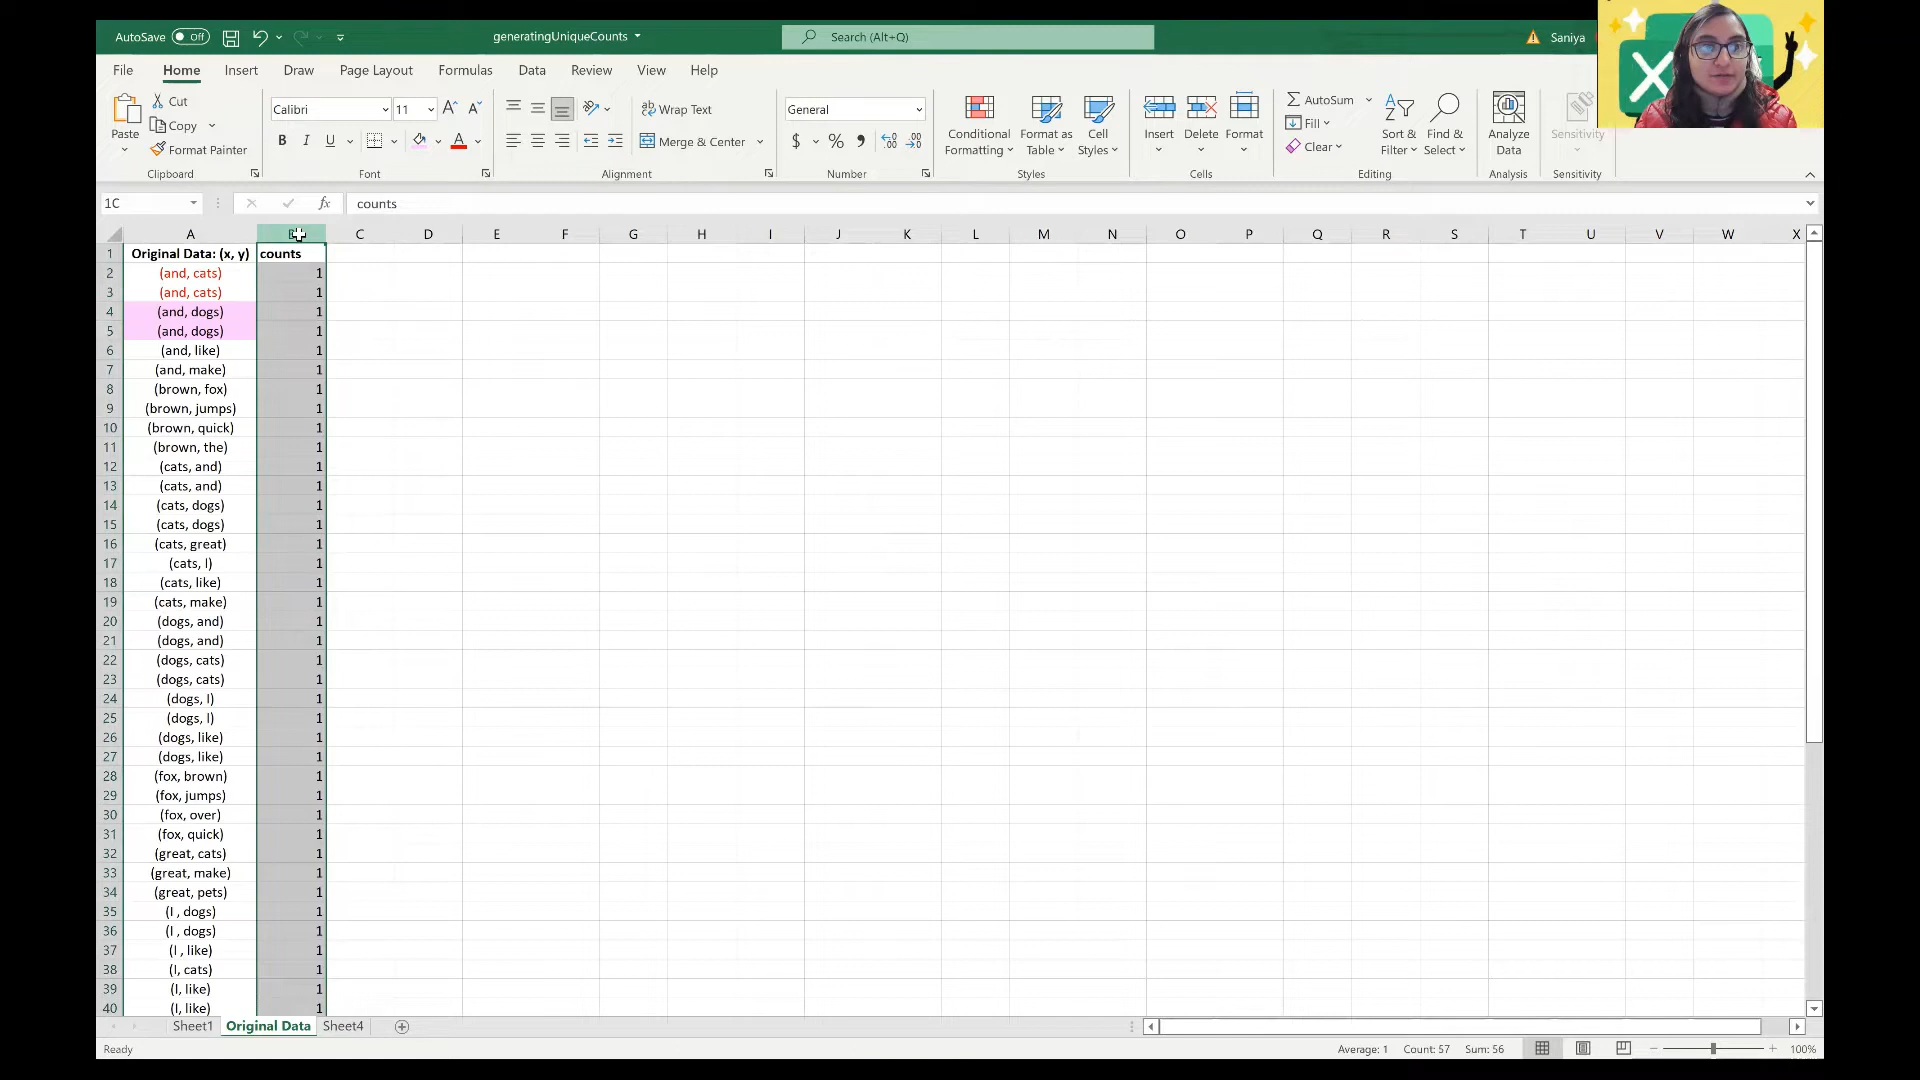 AutoSave Off generatingUniqueCounts Search (Alt+Q) Saniya
File Home Insert Draw Page Layout Formulas Data Review View Help
Paste Cut Copy Format Painter Clipboard
Calibri 11 B I U Font
Wrap Text Merge & Center Alignment
General $ % Number
Conditional Formatting Format as Table Cell Styles Styles
Insert Delete Format Cells
AutoSum Fill Clear Sort & Filter Find & Select Editing
Analyze Data Analysis
Sensitivity Sensitivity
1C fx counts
A C D E F G H I J K L M N O P Q R S T U V W X
1 Original Data: (x, y) counts
2 (and, cats) 1
3 (and, cats) 1
4 (and, dogs) 1
5 (and, dogs) 1
6 (and, like) 1
7 (and, make) 1
8 (brown, fox) 1
9 (brown, jumps) 1
10 (brown, quick) 1
11 (brown, the) 1
12 (cats, and) 1
13 (cats, and) 1
14 (cats, dogs) 1
15 (cats, dogs) 1
16 (cats, great) 1
17 (cats, I) 1
18 (cats, like) 1
19 (cats, make) 1
20 (dogs, and) 1
21 (dogs, and) 1
22 (dogs, cats) 1
23 (dogs, cats) 1
24 (dogs, I) 1
25 (dogs, I) 1
26 (dogs, like) 1
27 (dogs, like) 1
28 (fox, brown) 1
29 (fox, jumps) 1
30 (fox, over) 1
31 (fox, quick) 1
32 (great, cats) 1
33 (great, make) 1
34 (great, pets) 1
35 (I , dogs) 1
36 (I , dogs) 1
37 (I , like) 1
38 (I, cats) 1
39 (I, like) 1
40 (I, like) 1
Sheet1 Original Data Sheet4
Ready Average: 1 Count: 57 Sum: 56 100%